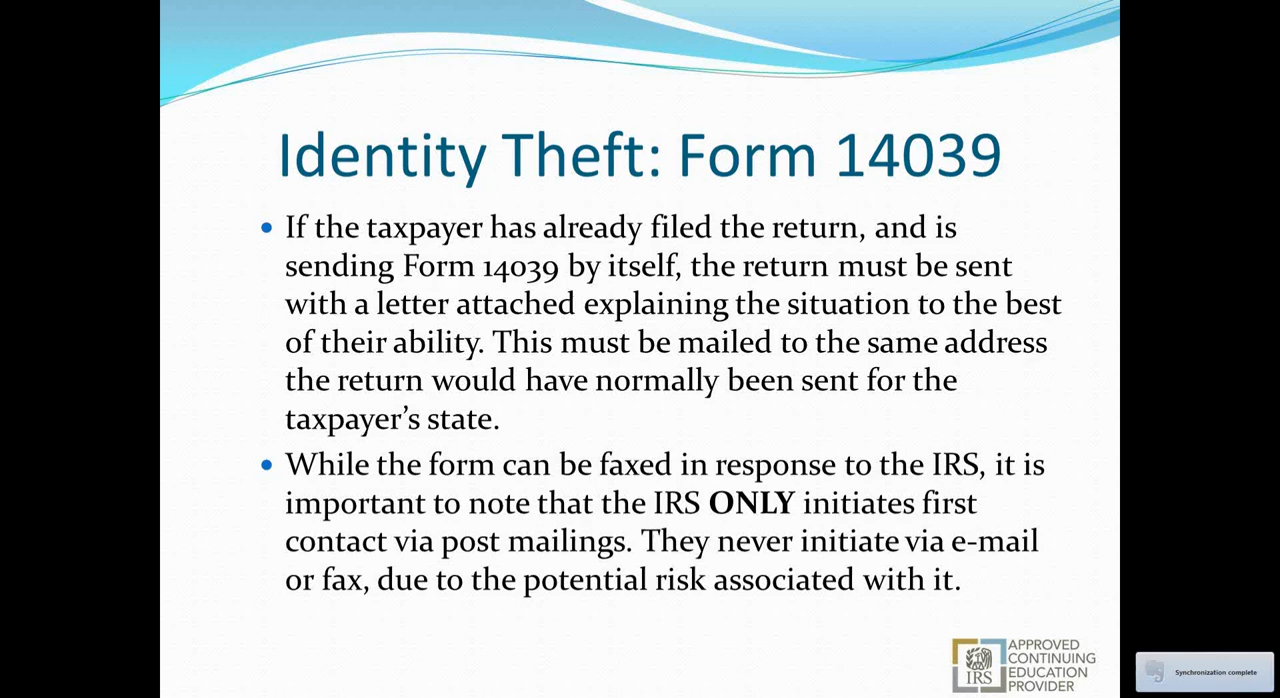 Identity Theft: Form 14039
• If the taxpayer has already filed the return, and is
sending Form 14039 by itself, the return must be sent
with a letter attached explaining the situation to the best
of their ability. This must be mailed to the same address
the return would have normally been sent for the
taxpayer’s state.
• While the form can be faxed in response to the IRS, it is
important to note that the IRS ONLY initiates first
contact via post mailings. They never initiate via e-mail
or fax, due to the potential risk associated with it.
IRS
APPROVED
CONTINUING
EDUCATION
PROVIDER
Synchronization complete